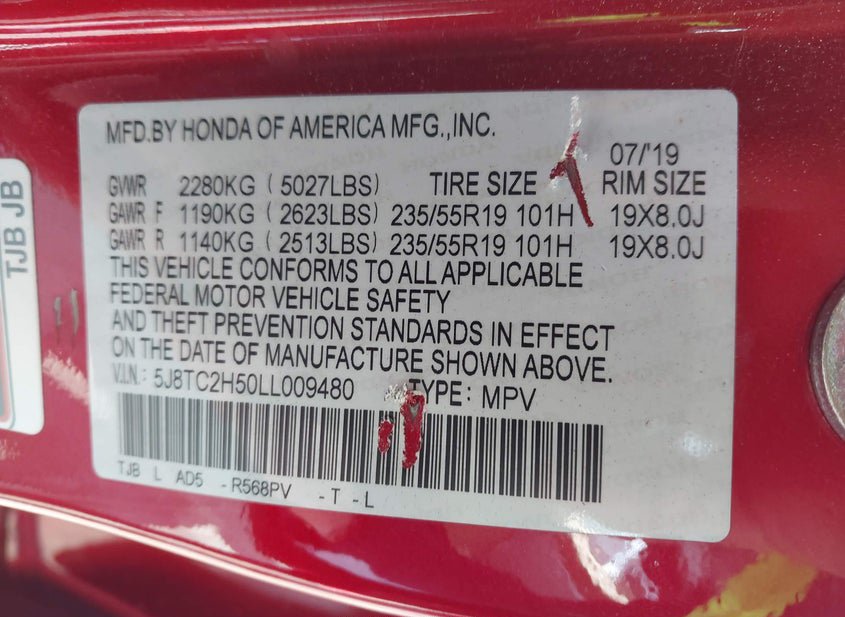 MFD.BY HONDA OF AMERICA MFG.,INC.
07/'19
GVWR 2280KG ( 5027LBS) TIRE SIZE RIM SIZE
GAWR F 1190KG ( 2623LBS) 235/55R19 101H 19X8.0J
GAWR R 1140KG ( 2513LBS) 235/55R19 101H 19X8.0J
THIS VEHICLE CONFORMS TO ALL APPLICABLE
FEDERAL MOTOR VEHICLE SAFETY
AND THEFT PREVENTION STANDARDS IN EFFECT
ON THE DATE OF MANUFACTURE SHOWN ABOVE.
V.I.N.: 5J8TC2H50LL009480 TYPE: MPV
TJB L AD5 -R568PV -T -L
TJB JB